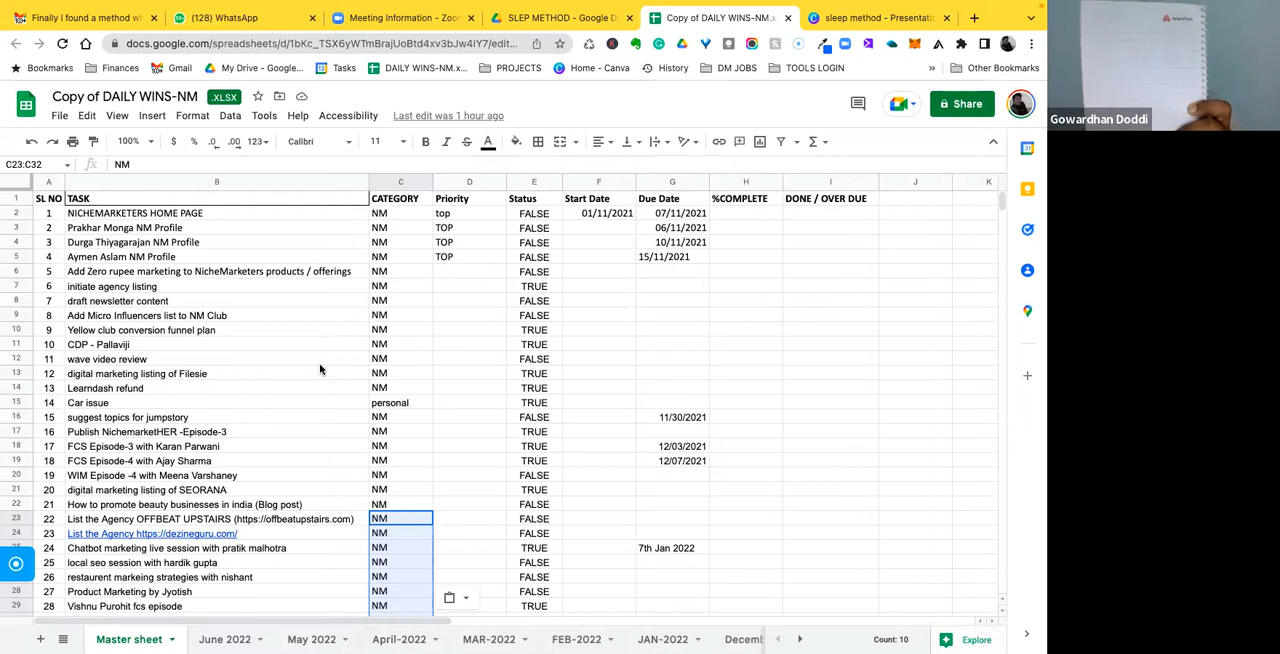 Finally I found a method w
(128) WhatsApp
Meeting Information - Zoo
SLEP METHOD - Google D
Copy of DAILY WINS-NM.x
sleep method - Presentatio
docs.google.com/spreadsheets/d/1bKc_TSX6yWTmBrajUoBtd4xv3bJw4iY7/edit...
Bookmarks
Finances
Gmail
My Drive - Google...
Tasks
DAILY WINS-NM.x...
PROJECTS
Home - Canva
History
DM JOBS
TOOLS LOGIN
Other Bookmarks
Copy of DAILY WINS-NM .XLSX
File Edit View Insert Format Data Tools Help Accessibility Last edit was 1 hour ago
Share
100% $ % .0 .00 123 Calibri 11 B I S A
C23:C32 fx NM
A B C D E F G H I J K
1 SL NO TASK CATEGORY Priority Status Start Date Due Date %COMPLETE DONE / OVER DUE
2 1 NICHEMARKETERS HOME PAGE NM top FALSE 01/11/2021 07/11/2021
3 2 Prakhar Monga NM Profile NM TOP FALSE 06/11/2021
4 3 Durga Thiyagarajan NM Profile NM TOP FALSE 10/11/2021
5 4 Aymen Aslam NM Profile NM TOP FALSE 15/11/2021
6 5 Add Zero rupee marketing to NicheMarketers products / offerings NM FALSE
7 6 initiate agency listing NM TRUE
8 7 draft newsletter content NM FALSE
9 8 Add Micro Influencers list to NM Club NM FALSE
10 9 Yellow club conversion funnel plan NM TRUE
11 10 CDP - Pallaviji NM TRUE
12 11 wave video review NM FALSE
13 12 digital marketing listing of Filesie NM TRUE
14 13 Learndash refund NM TRUE
15 14 Car issue personal TRUE
16 15 suggest topics for jumpstory NM FALSE 11/30/2021
17 16 Publish NichemarketHER -Episode-3 NM TRUE
18 17 FCS Episode-3 with Karan Parwani NM TRUE 12/03/2021
19 18 FCS Episode-4 with Ajay Sharma NM TRUE 12/07/2021
20 19 WIM Episode -4 with Meena Varshaney NM FALSE
21 20 digital marketing listing of SEORANA NM TRUE
22 21 How to promote beauty businesses in india (Blog post) NM FALSE
23 22 List the Agency OFFBEAT UPSTAIRS (https://offbeatupstairs.com) NM FALSE
24 23 List the Agency https://dezineguru.com/ NM FALSE
24 Chatbot marketing live session with pratik malhotra NM TRUE 7th Jan 2022
25 local seo session with hardik gupta NM FALSE
26 restaurent markeing strategies with nishant NM FALSE
28 27 Product Marketing by Jyotish NM FALSE
29 28 Vishnu Purohit fcs episode NM TRUE
Master sheet June 2022 May 2022 April-2022 MAR-2022 FEB-2022 JAN-2022 Decemb
Count: 10
Explore
Gowardhan Doddi